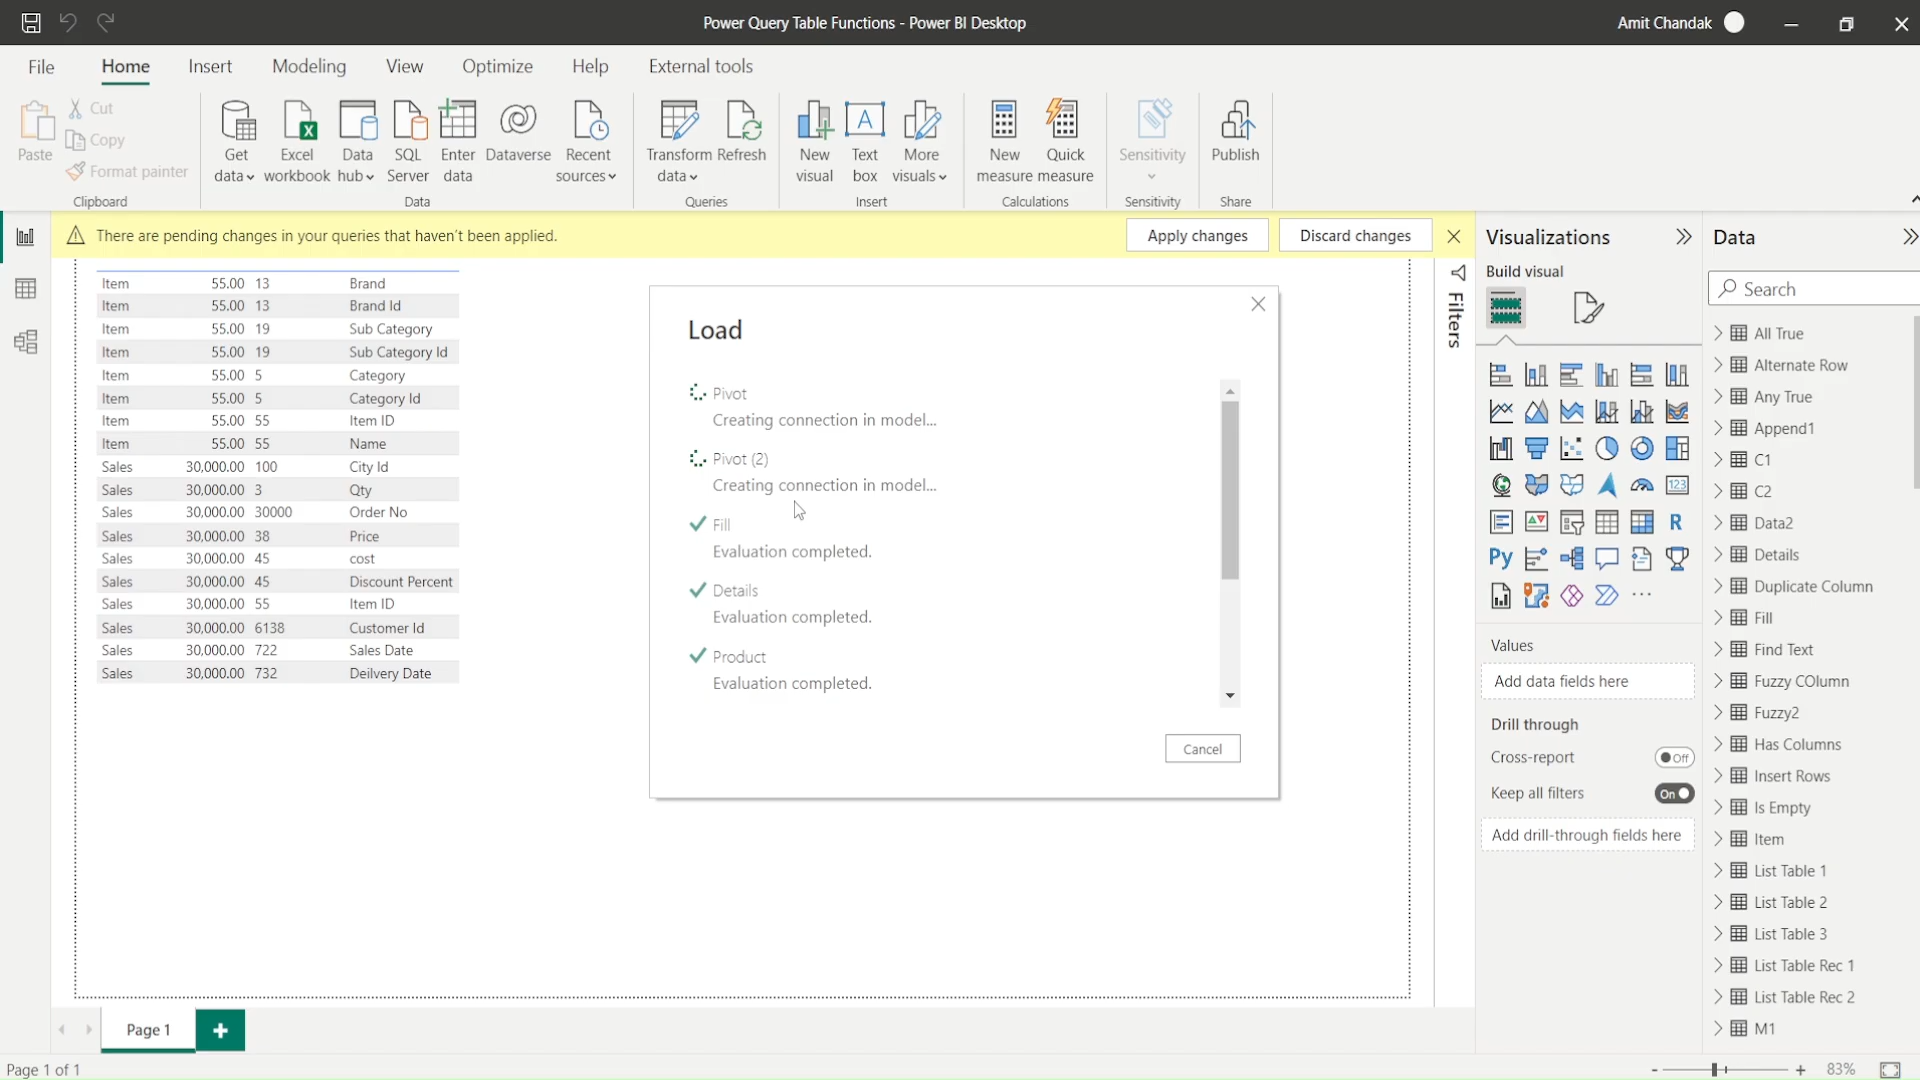 Power Query Table Functions - Power BI Desktop
Amit Chandak
File Home Insert Modeling View Optimize Help External tools
Paste
Cut
Copy
Format painter
Clipboard
Get data
Excel workbook
Data hub
SQL Server
Enter data
Dataverse
Recent sources
Data
Transform data
Refresh
Queries
New visual
Text box
More visuals
Insert
New measure
Quick measure
Calculations
Sensitivity
Sensitivity
Publish
Share
There are pending changes in your queries that haven't been applied.
Apply changes
Discard changes
Item 55.00 13 Brand
Item 55.00 13 Brand Id
Item 55.00 19 Sub Category
Item 55.00 19 Sub Category Id
Item 55.00 5 Category
Item 55.00 5 Category Id
Item 55.00 55 Item ID
Item 55.00 55 Name
Sales 30,000.00 100 City Id
Sales 30,000.00 3 Qty
Sales 30,000.00 30000 Order No
Sales 30,000.00 38 Price
Sales 30,000.00 45 cost
Sales 30,000.00 45 Discount Percent
Sales 30,000.00 55 Item ID
Sales 30,000.00 6138 Customer Id
Sales 30,000.00 722 Sales Date
Sales 30,000.00 732 Deilvery Date
Load
Pivot
Creating connection in model...
Pivot (2)
Creating connection in model...
Fill
Evaluation completed.
Details
Evaluation completed.
Product
Evaluation completed.
Cancel
Filters
Visualizations
Build visual
123
R
Py
Values
Add data fields here
Drill through
Cross-report
Off
Keep all filters
On
Add drill-through fields here
Data
Search
All True
Alternate Row
Any True
Append1
C1
C2
Data2
Details
Duplicate Column
Fill
Find Text
Fuzzy COlumn
Fuzzy2
Has Columns
Insert Rows
Is Empty
Item
List Table 1
List Table 2
List Table 3
List Table Rec 1
List Table Rec 2
M1
Page 1
Page 1 of 1
83%